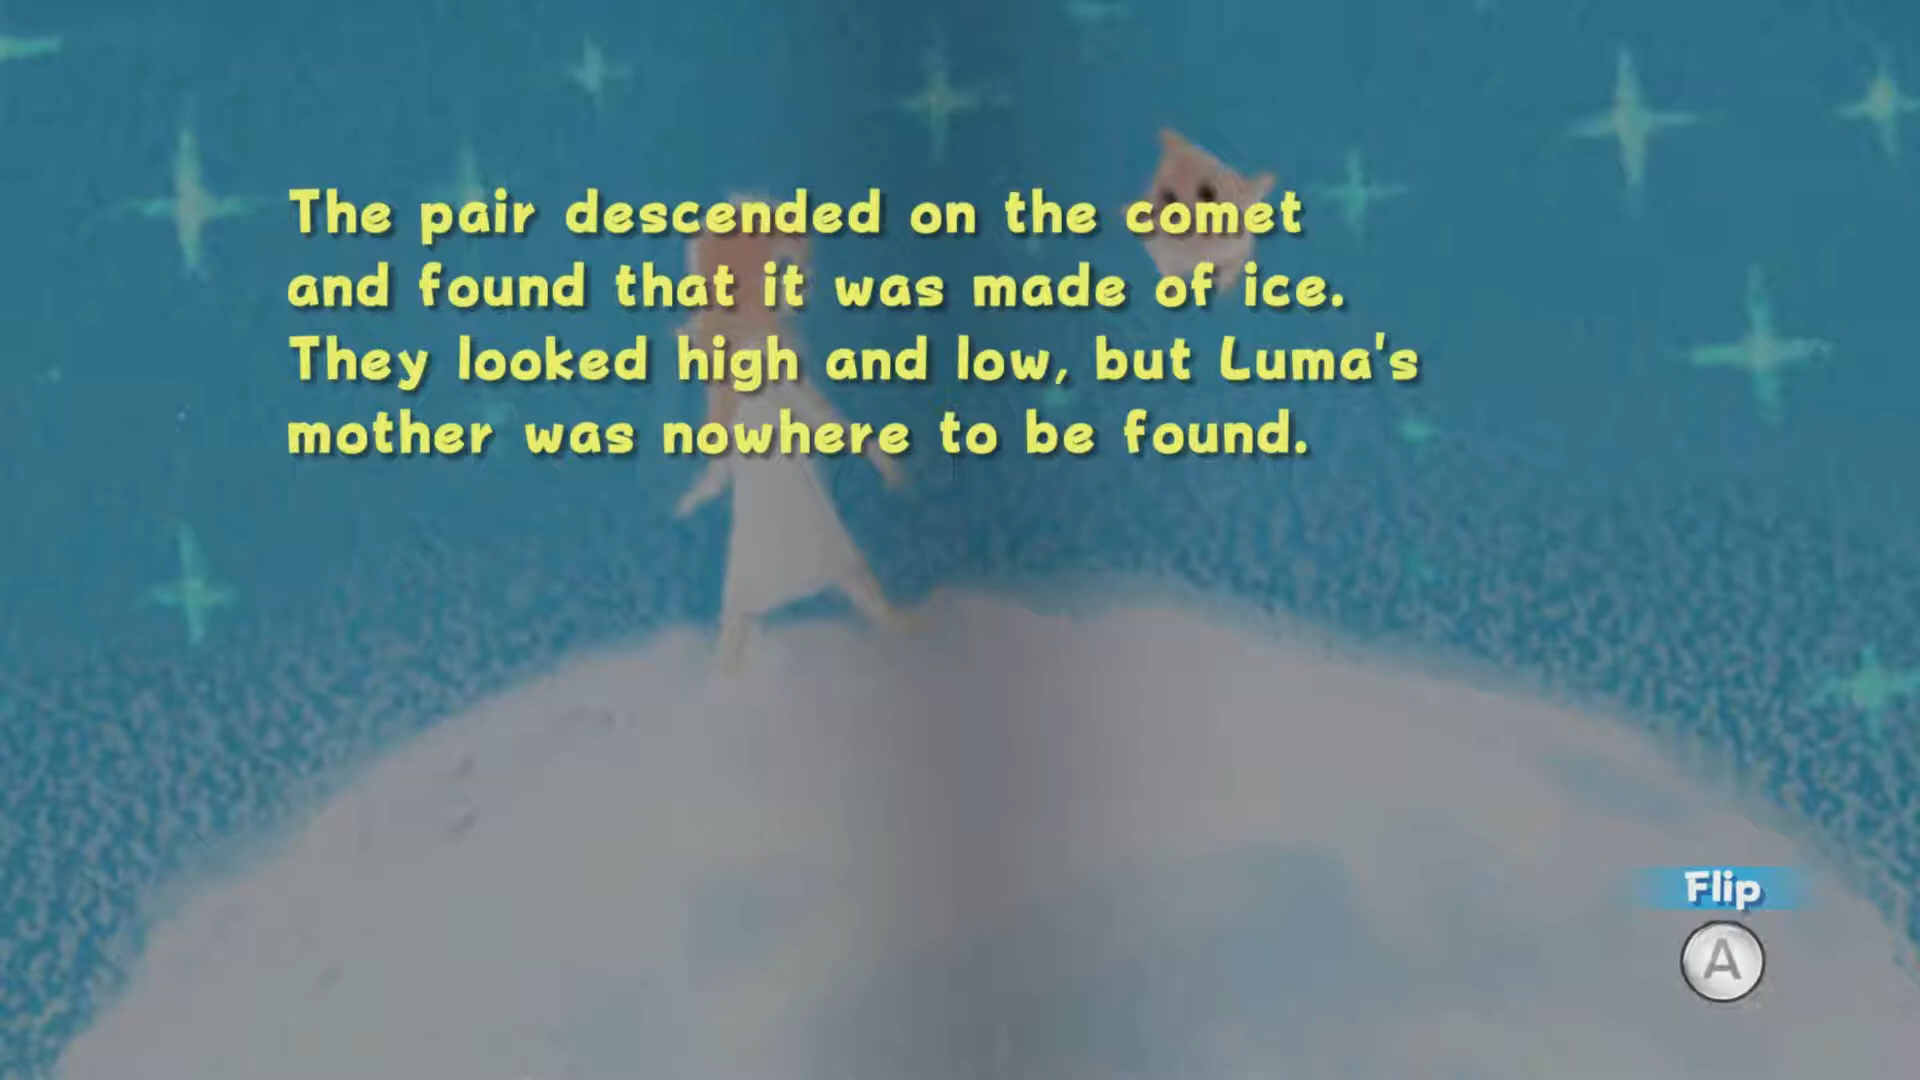 The pair descended on the comet
and found that it was made of ice.
They looked high and low, but Luma's
mother was nowhere to be found.
Flip
A